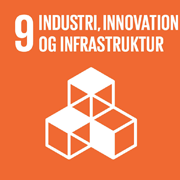 9 INDUSTRI, INNOVATION
OG INFRASTRUKTUR